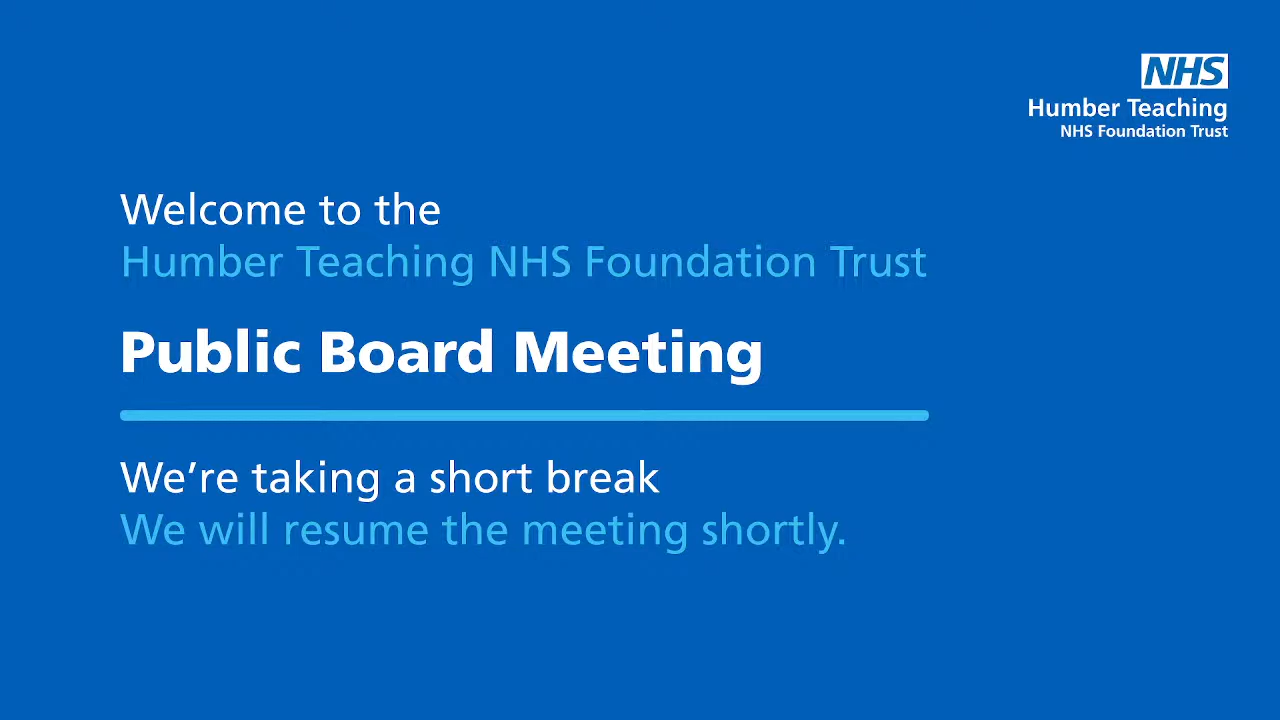 NHS
Humber Teaching
NHS Foundation Trust
Welcome to the
Humber Teaching NHS Foundation Trust
Public Board Meeting
We’re taking a short break
We will resume the meeting shortly.